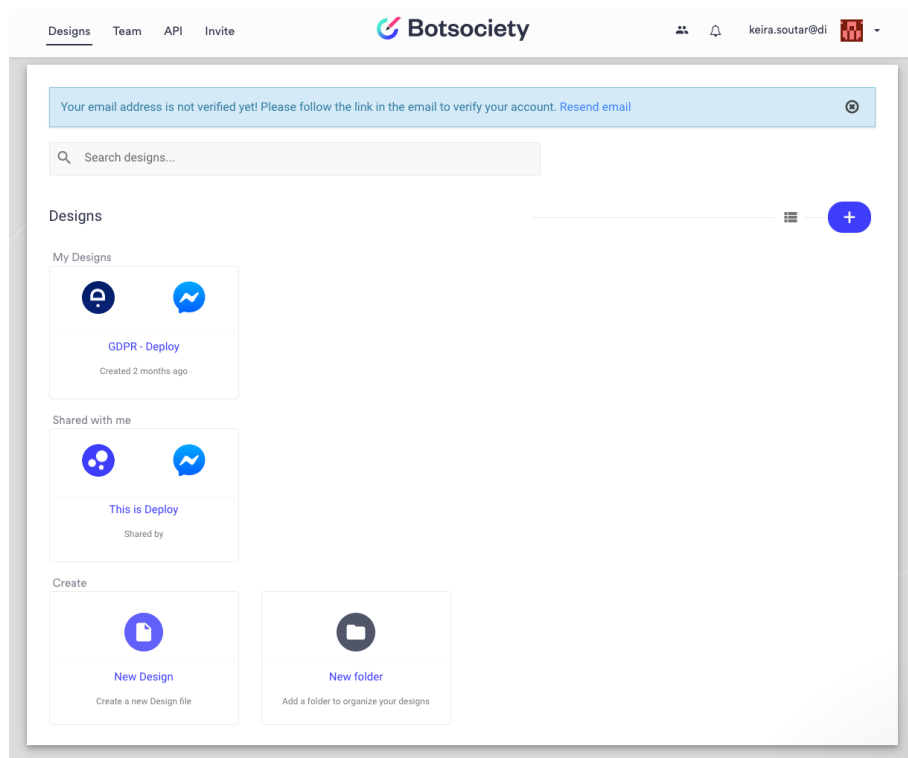 Designs Team API Invite Botsociety keira.soutar@di
Your email address is not verified yet! Please follow the link in the email to verify your account. Resend email
Search designs...
Designs
+
My Designs
GDPR - Deploy
Created 2 months ago
Shared with me
This is Deploy
Shared by
Create
New Design
Create a new Design file
New folder
Add a folder to organize your designs